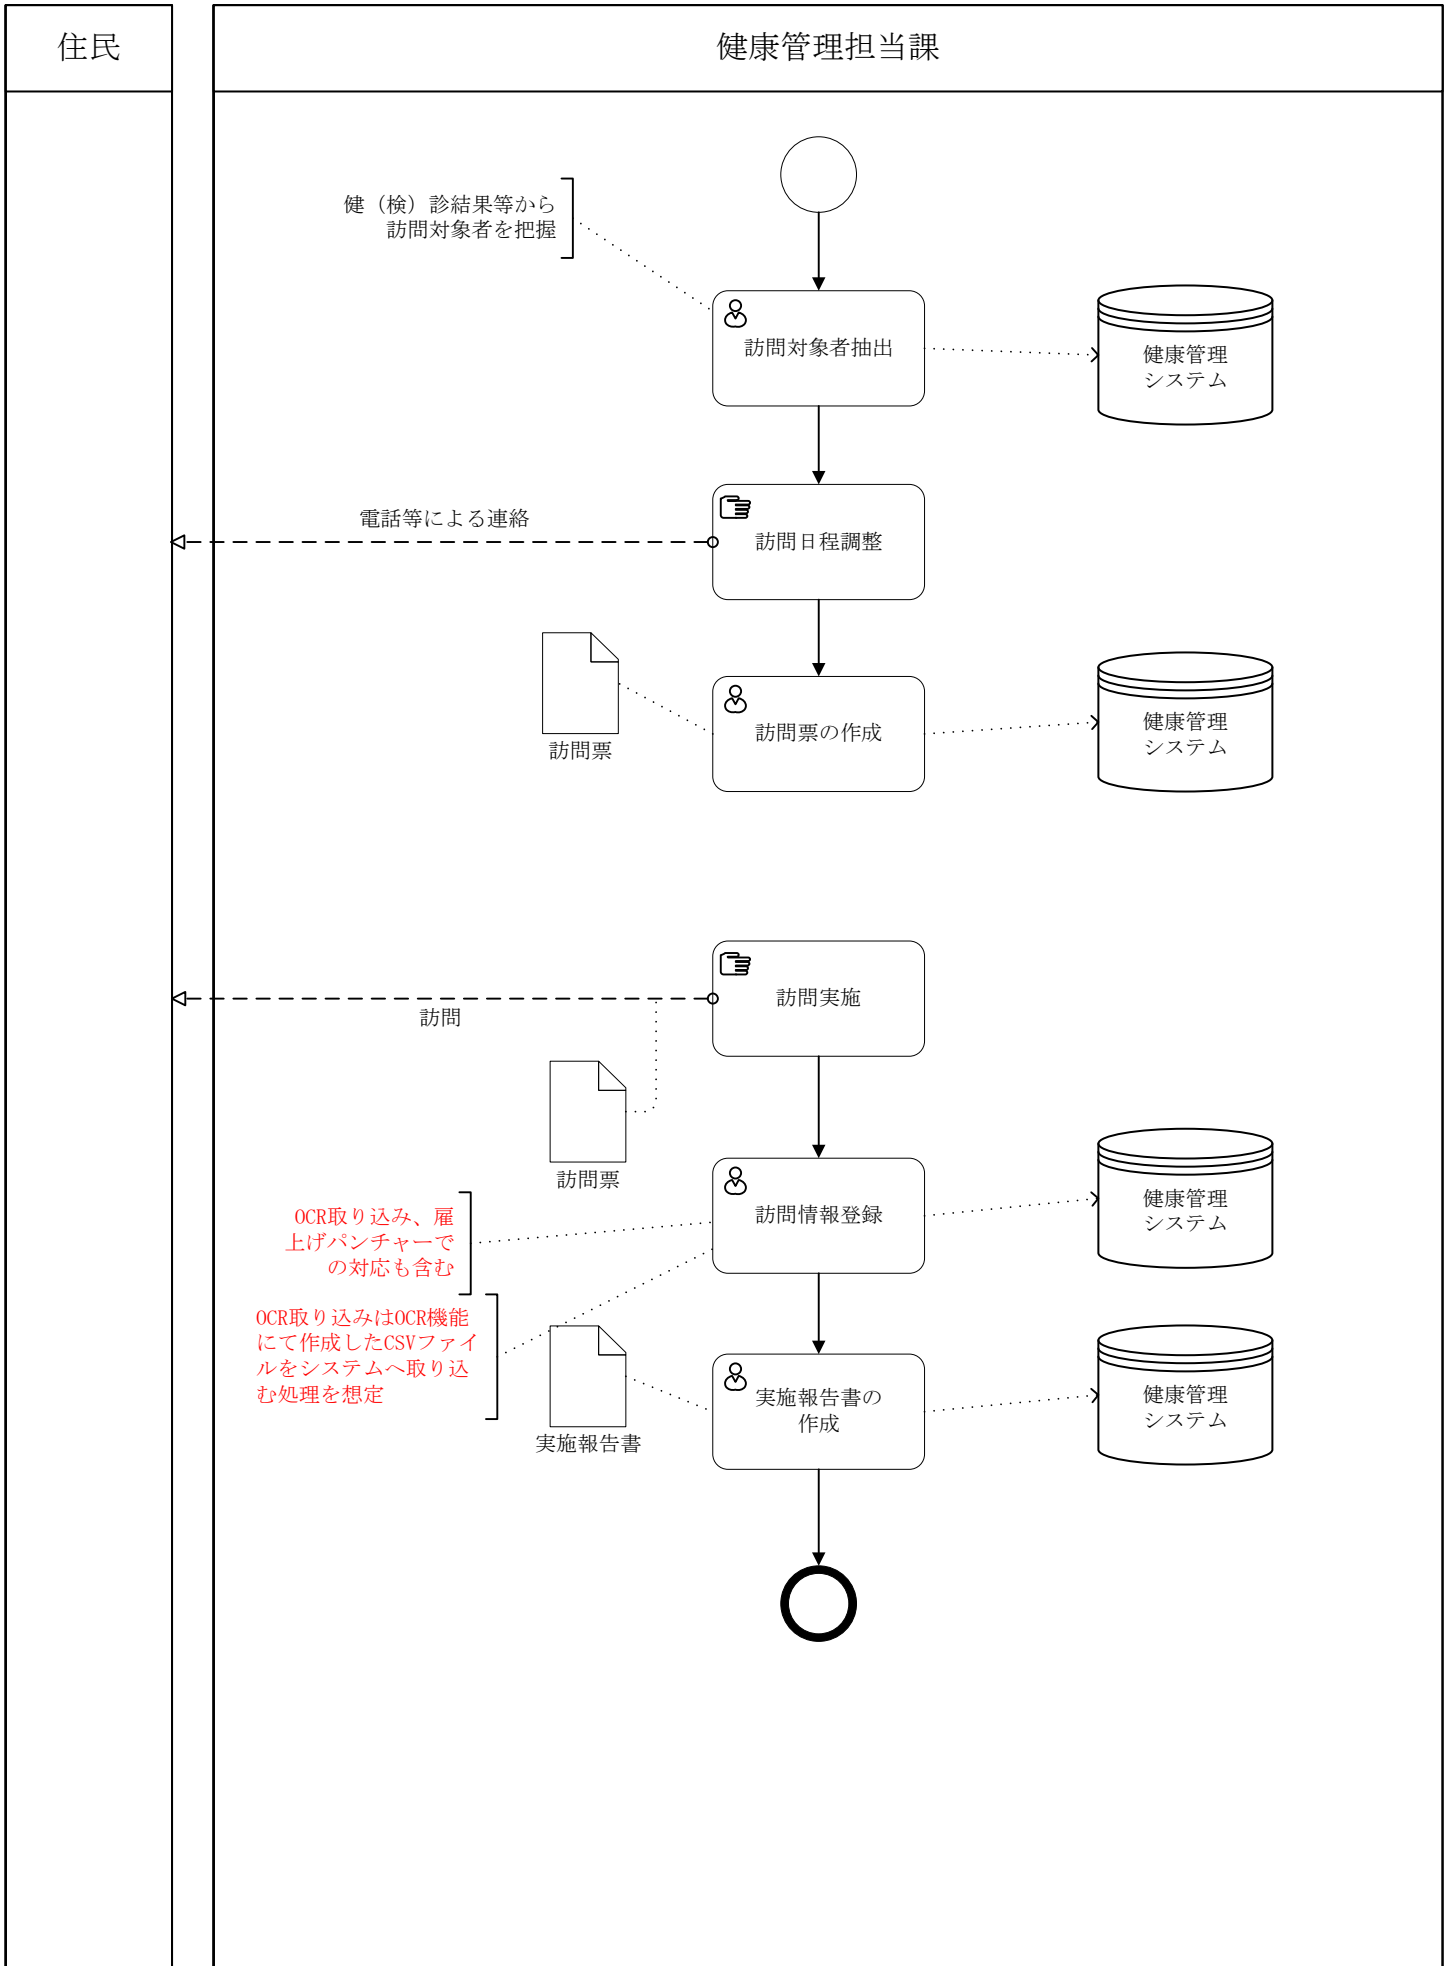 住民
健康管理担当課
健（検）診結果等から
訪問対象者を把握
訪問対象者抽出
健康管理
システム
電話等による連絡
訪問日程調整
訪問票
訪問票の作成
健康管理
システム
訪問実施
訪問
訪問票
訪問情報登録
健康管理
システム
OCR取り込み、雇
上げパンチャーで
の対応も含む
OCR取り込みはOCR機能
にて作成したCSVファイ
ルをシステムへ取り込
む処理を想定
実施報告書
実施報告書の
作成
健康管理
システム